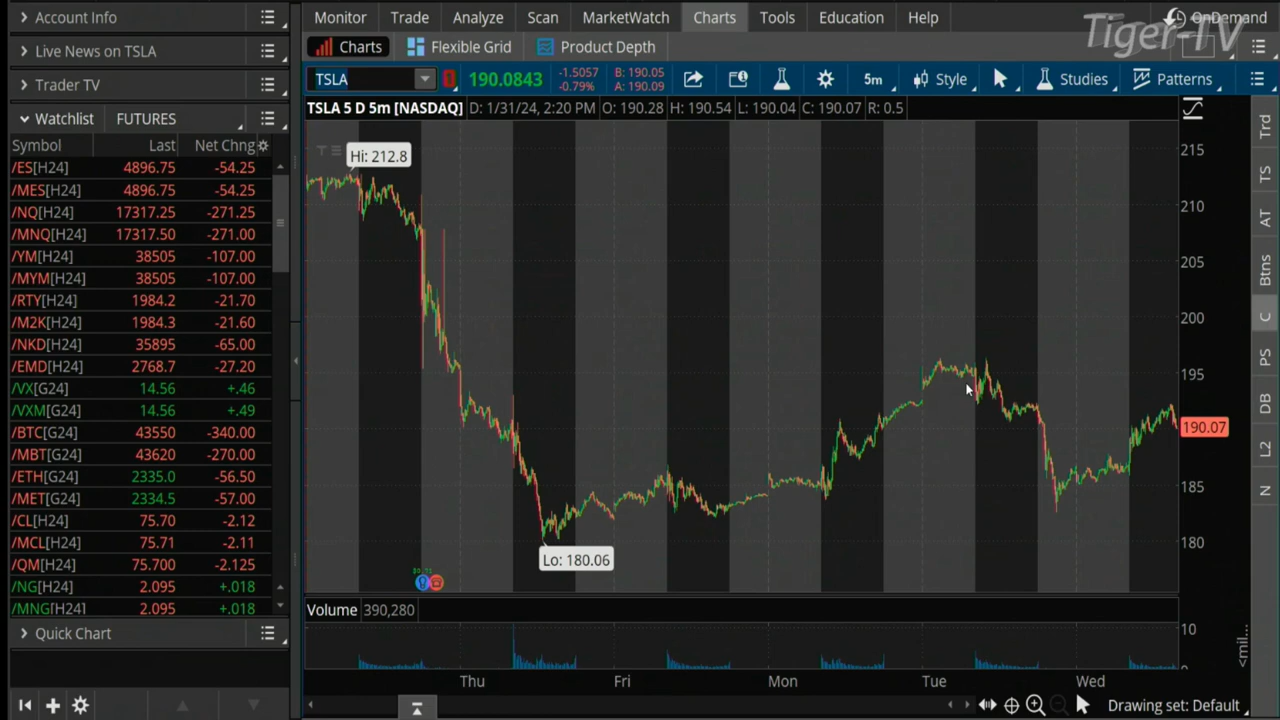 Account Info
Live News on TSLA
Trader TV
Watchlist FUTURES
Symbol Last Net Chng
/ES[H24] 4896.75 -54.25
/MES[H24] 4896.75 -54.25
/NQ[H24] 17317.25 -271.25
/MNQ[H24] 17317.50 -271.00
/YM[H24] 38505 -107.00
/MYM[H24] 38505 -107.00
/RTY[H24] 1984.2 -21.70
/M2K[H24] 1984.3 -21.60
/NKD[H24] 35895 -65.00
/EMD[H24] 2768.7 -27.20
/VX[G24] 14.56 +.46
/VXM[G24] 14.56 +.49
/BTC[G24] 43550 -340.00
/MBT[G24] 43620 -270.00
/ETH[G24] 2335.0 -56.50
/MET[G24] 2334.5 -57.00
/CL[H24] 75.70 -2.12
/MCL[H24] 75.71 -2.11
/QM[H24] 75.700 -2.125
/NG[H24] 2.095 +.018
/MNG[H24] 2.095 +.018
Quick Chart
Monitor Trade Analyze Scan MarketWatch Charts Tools Education Help
OnDemand
Tiger-TV
Charts Flexible Grid Product Depth
TSLA 190.0843 -1.5057 B: 190.05
-0.79% A: 190.09
5m Style Studies Patterns
TSLA 5 D 5m [NASDAQ] D: 1/31/24, 2:20 PM O: 190.28 H: 190.54 L: 190.04 C: 190.07 R: 0.5
Hi: 212.8
215
210
205
200
195
190.07
185
180
Lo: 180.06
Volume 390,280
10
<mil...
Thu Fri Mon Tue Wed
Drawing set: Default
Trd
TS
AT
Btns
C
PS
DB
L2
N